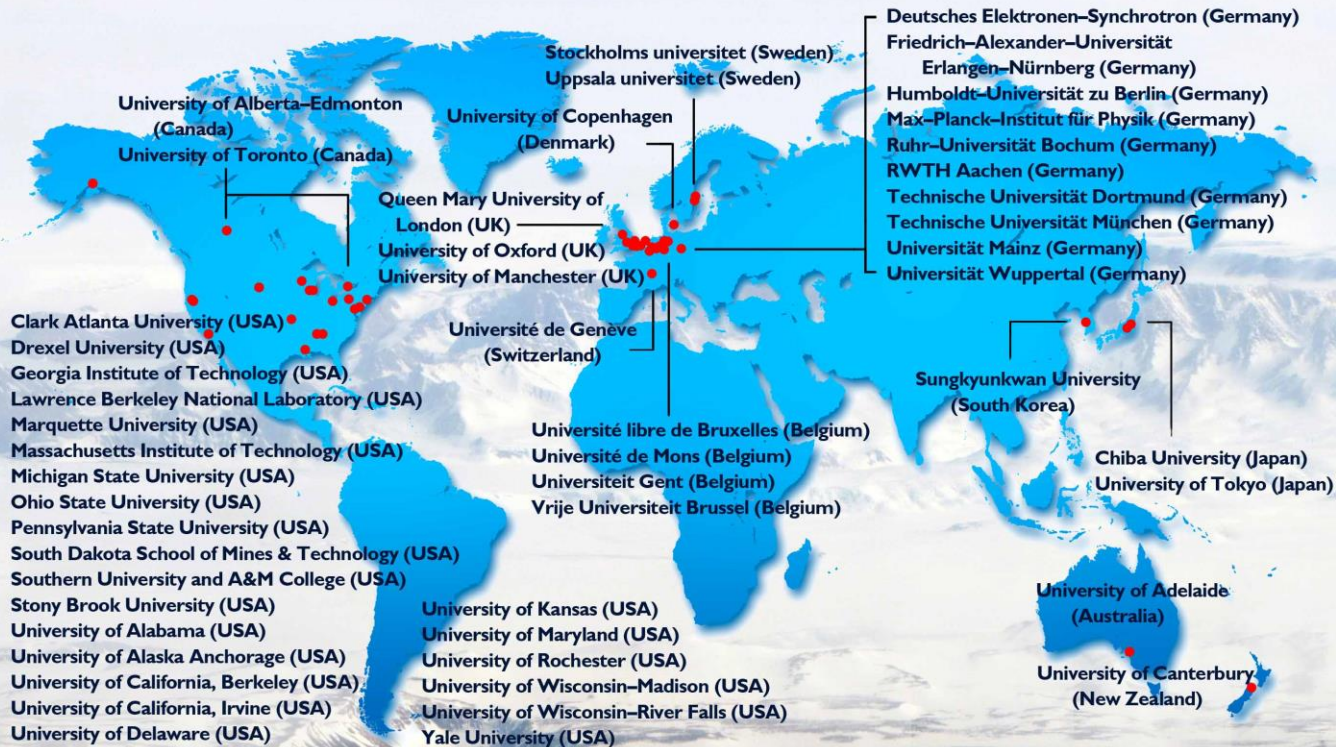 Deutsches Elektronen–Synchrotron (Germany)
Friedrich–Alexander–Universität
Erlangen–Nürnberg (Germany)
Humboldt–Universität zu Berlin (Germany)
Max–Planck–Institut für Physik (Germany)
Ruhr–Universität Bochum (Germany)
RWTH Aachen (Germany)
Technische Universität Dortmund (Germany)
Technische Universität München (Germany)
Universität Mainz (Germany)
Universität Wuppertal (Germany)
Stockholms universitet (Sweden)
Uppsala universitet (Sweden)
University of Alberta–Edmonton
(Canada)
University of Toronto (Canada)
University of Copenhagen
(Denmark)
Queen Mary University of
London (UK)
University of Oxford (UK)
University of Manchester (UK)
Université de Genève
(Switzerland)
Clark Atlanta University (USA)
Drexel University (USA)
Georgia Institute of Technology (USA)
Lawrence Berkeley National Laboratory (USA)
Marquette University (USA)
Massachusetts Institute of Technology (USA)
Michigan State University (USA)
Ohio State University (USA)
Pennsylvania State University (USA)
South Dakota School of Mines & Technology (USA)
Southern University and A&M College (USA)
Stony Brook University (USA)
University of Alabama (USA)
University of Alaska Anchorage (USA)
University of California, Berkeley (USA)
University of California, Irvine (USA)
University of Delaware (USA)
University of Kansas (USA)
University of Maryland (USA)
University of Rochester (USA)
University of Wisconsin–Madison (USA)
University of Wisconsin–River Falls (USA)
Yale University (USA)
Université libre de Bruxelles (Belgium)
Université de Mons (Belgium)
Universiteit Gent (Belgium)
Vrije Universiteit Brussel (Belgium)
Sungkyunkwan University
(South Korea)
Chiba University (Japan)
University of Tokyo (Japan)
University of Adelaide
(Australia)
University of Canterbury
(New Zealand)